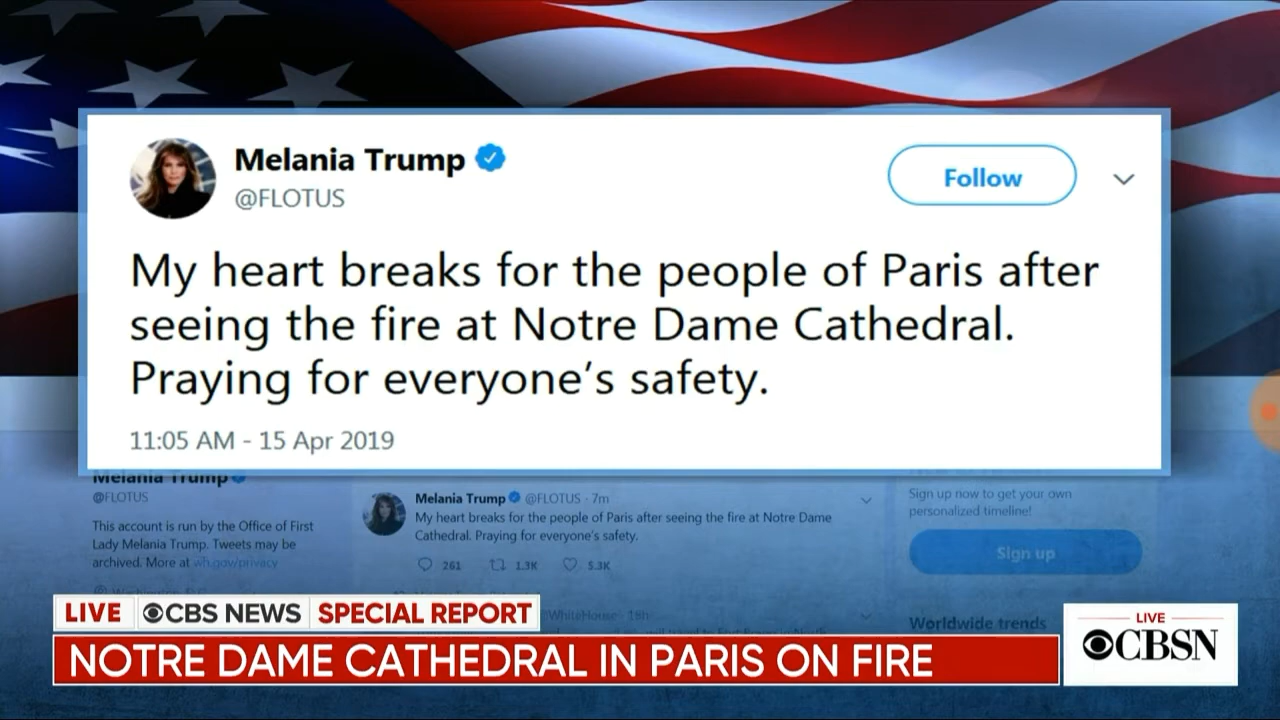 Melania Trump
@FLOTUS
Follow
My heart breaks for the people of Paris after
seeing the fire at Notre Dame Cathedral.
Praying for everyone's safety.
11:05 AM - 15 Apr 2019
Melania Trump
@FLOTUS
This account is run by the Office of First
Lady Melania Trump. Tweets may be
archived. More at wh.gov/privacy
Melania Trump @FLOTUS · 7m
My heart breaks for the people of Paris after seeing the fire at Notre Dame
Cathedral. Praying for everyone's safety.
261 1.3K 5.3K
Sign up now to get your own
personalized timeline!
Sign up
WhiteHouse · 18h
Worldwide trends
LIVE CBS NEWS SPECIAL REPORT
NOTRE DAME CATHEDRAL IN PARIS ON FIRE
LIVE
CBSN